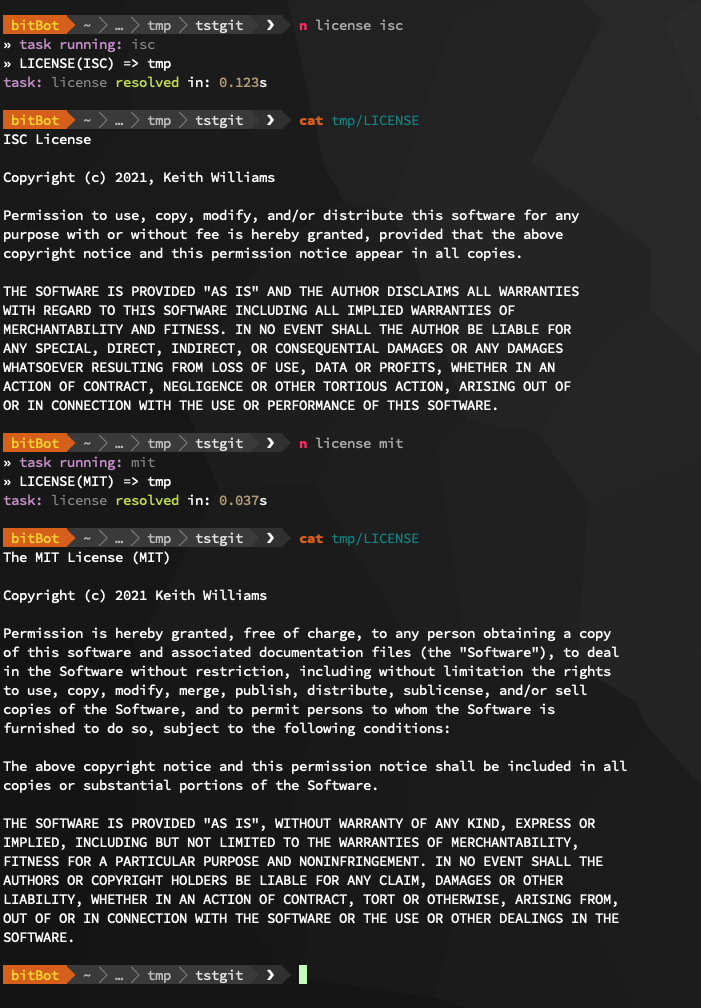 bitBot ~ … tmp tstgit ❯ n license isc
» task running: isc
» LICENSE(ISC) => tmp
task: license resolved in: 0.123s
bitBot ~ … tmp tstgit ❯ cat tmp/LICENSE
ISC License
Copyright (c) 2021, Keith Williams
Permission to use, copy, modify, and/or distribute this software for any
purpose with or without fee is hereby granted, provided that the above
copyright notice and this permission notice appear in all copies.
THE SOFTWARE IS PROVIDED "AS IS" AND THE AUTHOR DISCLAIMS ALL WARRANTIES
WITH REGARD TO THIS SOFTWARE INCLUDING ALL IMPLIED WARRANTIES OF
MERCHANTABILITY AND FITNESS. IN NO EVENT SHALL THE AUTHOR BE LIABLE FOR
ANY SPECIAL, DIRECT, INDIRECT, OR CONSEQUENTIAL DAMAGES OR ANY DAMAGES
WHATSOEVER RESULTING FROM LOSS OF USE, DATA OR PROFITS, WHETHER IN AN
ACTION OF CONTRACT, NEGLIGENCE OR OTHER TORTIOUS ACTION, ARISING OUT OF
OR IN CONNECTION WITH THE USE OR PERFORMANCE OF THIS SOFTWARE.
bitBot ~ … tmp tstgit ❯ n license mit
» task running: mit
» LICENSE(MIT) => tmp
task: license resolved in: 0.037s
bitBot ~ … tmp tstgit ❯ cat tmp/LICENSE
The MIT License (MIT)
Copyright (c) 2021 Keith Williams
Permission is hereby granted, free of charge, to any person obtaining a copy
of this software and associated documentation files (the "Software"), to deal
in the Software without restriction, including without limitation the rights
to use, copy, modify, merge, publish, distribute, sublicense, and/or sell
copies of the Software, and to permit persons to whom the Software is
furnished to do so, subject to the following conditions:
The above copyright notice and this permission notice shall be included in all
copies or substantial portions of the Software.
THE SOFTWARE IS PROVIDED "AS IS", WITHOUT WARRANTY OF ANY KIND, EXPRESS OR
IMPLIED, INCLUDING BUT NOT LIMITED TO THE WARRANTIES OF MERCHANTABILITY,
FITNESS FOR A PARTICULAR PURPOSE AND NONINFRINGEMENT. IN NO EVENT SHALL THE
AUTHORS OR COPYRIGHT HOLDERS BE LIABLE FOR ANY CLAIM, DAMAGES OR OTHER
LIABILITY, WHETHER IN AN ACTION OF CONTRACT, TORT OR OTHERWISE, ARISING FROM,
OUT OF OR IN CONNECTION WITH THE SOFTWARE OR THE USE OR OTHER DEALINGS IN THE
SOFTWARE.
bitBot ~ … tmp tstgit ❯